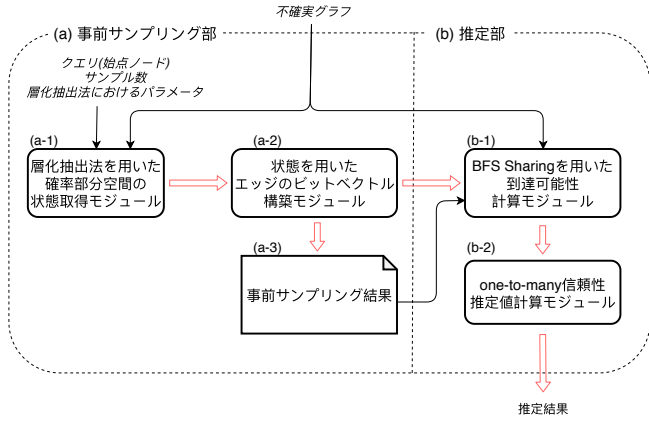 不確実グラフ
(a) 事前サンプリング部
(b) 推定部
クエリ(始点ノード)
サンプル数
層化抽出法におけるパラメータ
(a-1)
層化抽出法を用いた
確率部分空間の
状態取得モジュール
(a-2)
状態を用いた
エッジのビットベクトル
構築モジュール
(b-1)
BFS Sharingを用いた
到達可能性
計算モジュール
(a-3)
事前サンプリング結果
(b-2)
one-to-many信頼性
推定値計算モジュール
推定結果